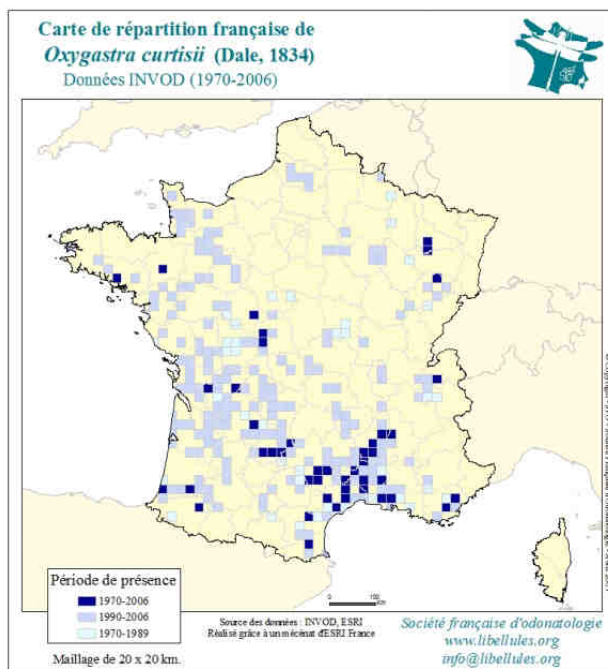 Carte de répartition française de
Oxygastra curtisii (Dale, 1834)
Données INVOD (1970-2006)
Période de présence
1970-2006
1990-2006
1970-1989
Maillage de 20 x 20 km.
0 100
Source des données : INVOD, ESRI
Réalisé grâce à un mécénat d'ESRI France
Société française d'odonatologie
www.libellules.org
info@libellules.org